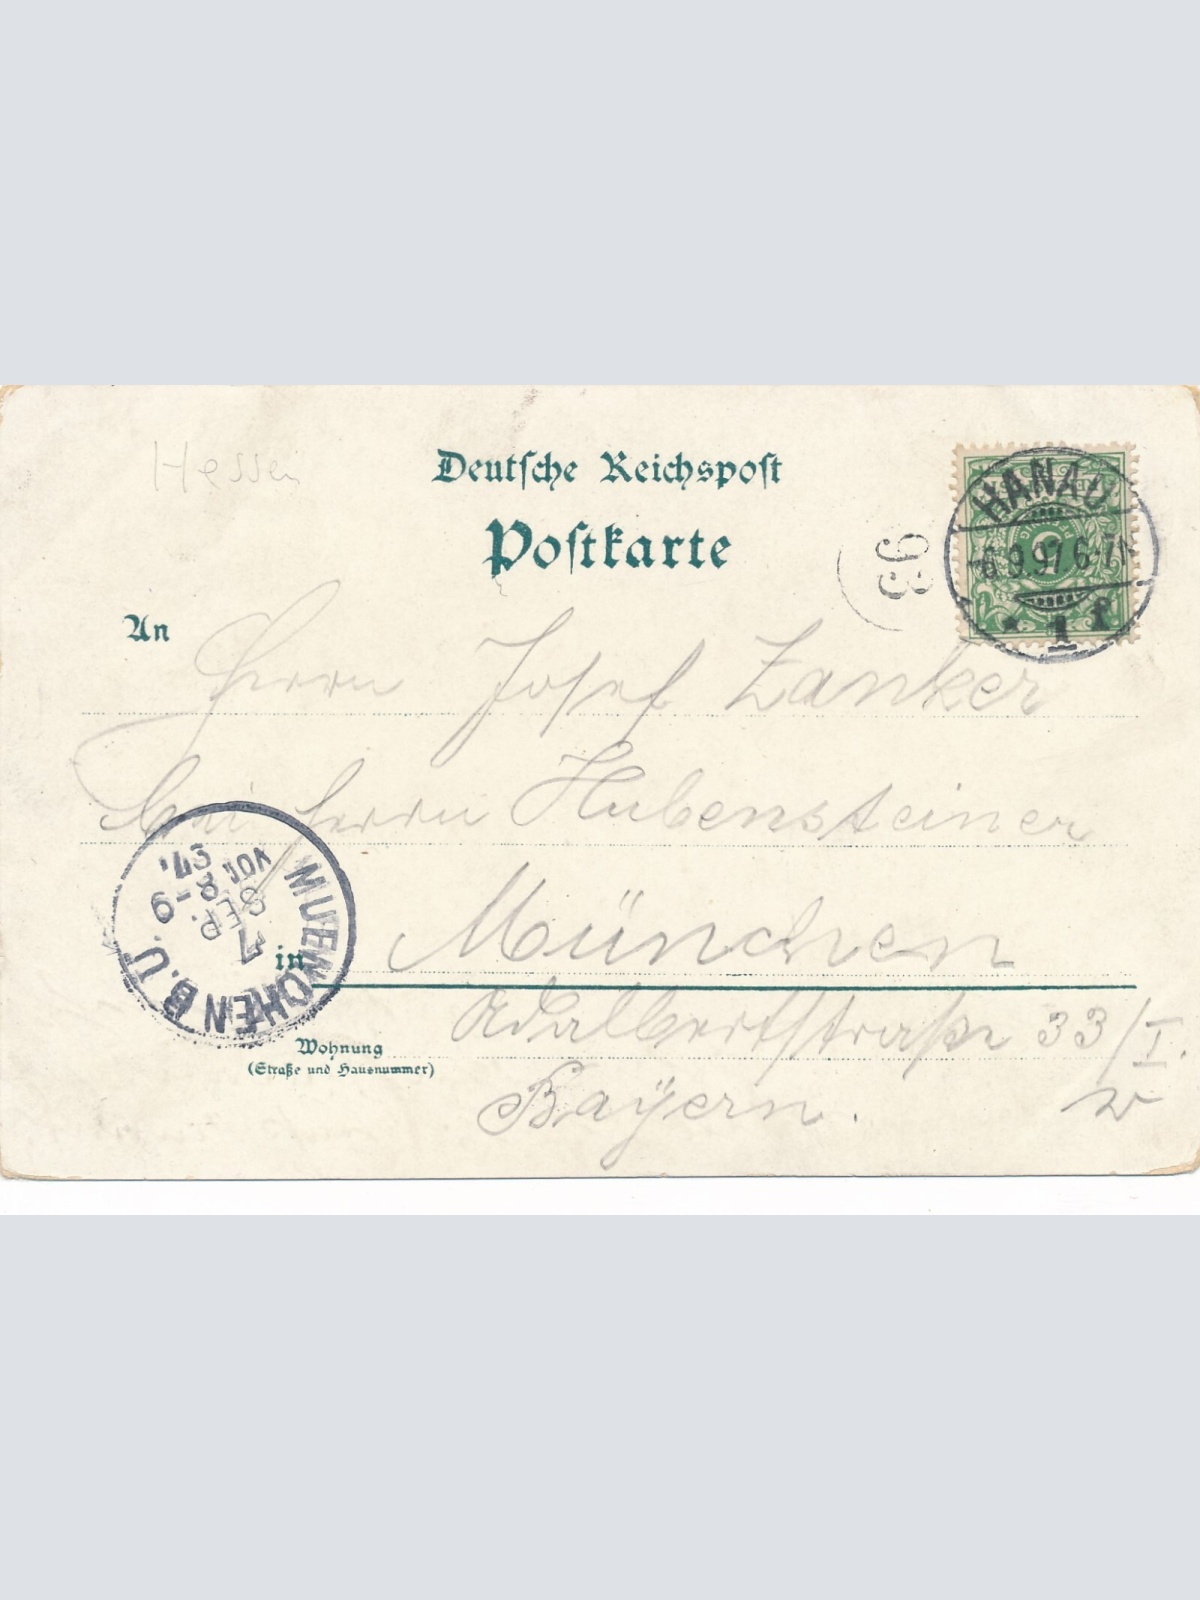 Hessen
Deutsche Reichspost
Postkarte
HANAU
-6.9.97 6-7N
* 1 f
93
An
Herrn Josef Zanker
bei Herrn Hubensteiner
in München
Adalbertstraße 33/I.
Wohnung
(Straße und Hausnummer)
Bayern.
MUENCHEN B.U.
7
SEP.
8-9
VOR